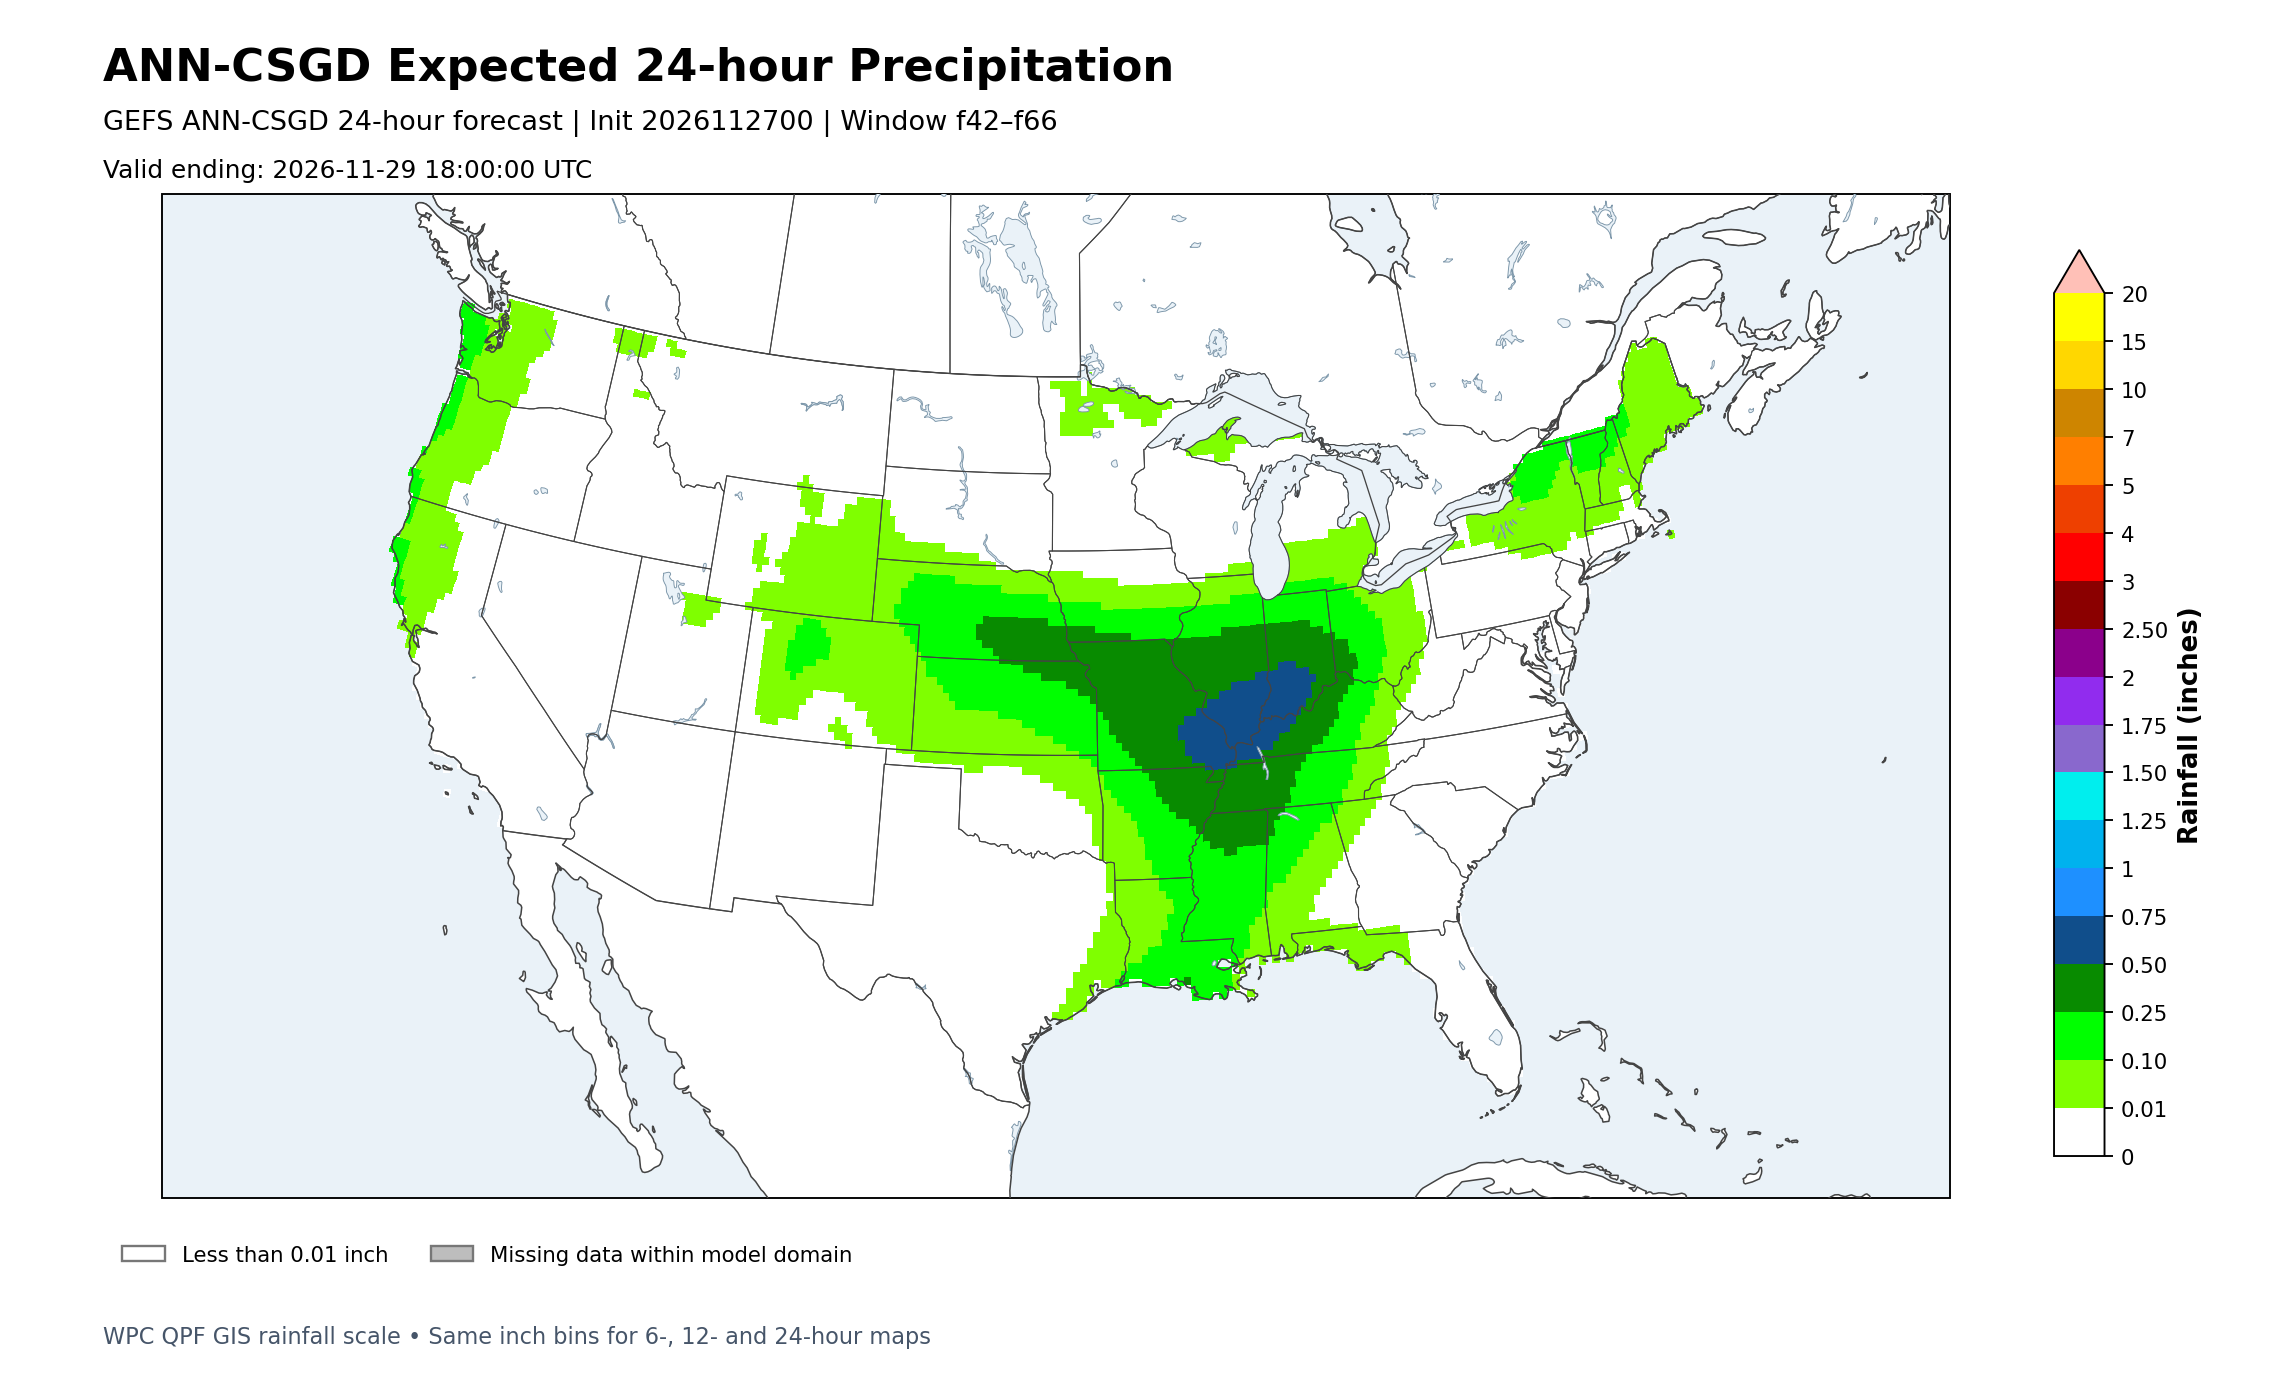 ANN-CSGD Expected 24-hour Precipitation
GEFS ANN-CSGD 24-hour forecast | Init 2026112700 | Window f42–f66
Valid ending: 2026-11-29 18:00:00 UTC
20
15
10
7
5
4
3
2.50
2
1.75
1.50
1.25
1
0.75
0.50
0.25
0.10
0.01
0
Rainfall (inches)
Less than 0.01 inch
Missing data within model domain
WPC QPF GIS rainfall scale • Same inch bins for 6-, 12- and 24-hour maps